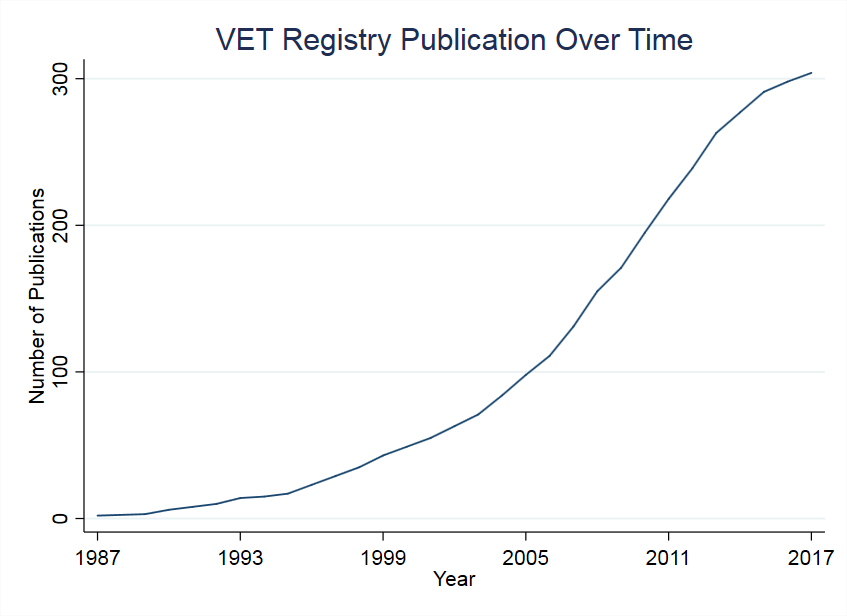 VET Registry Publication Over Time
Number of Publications
300
200
100
0
1987 1993 1999 2005 2011 2017
Year